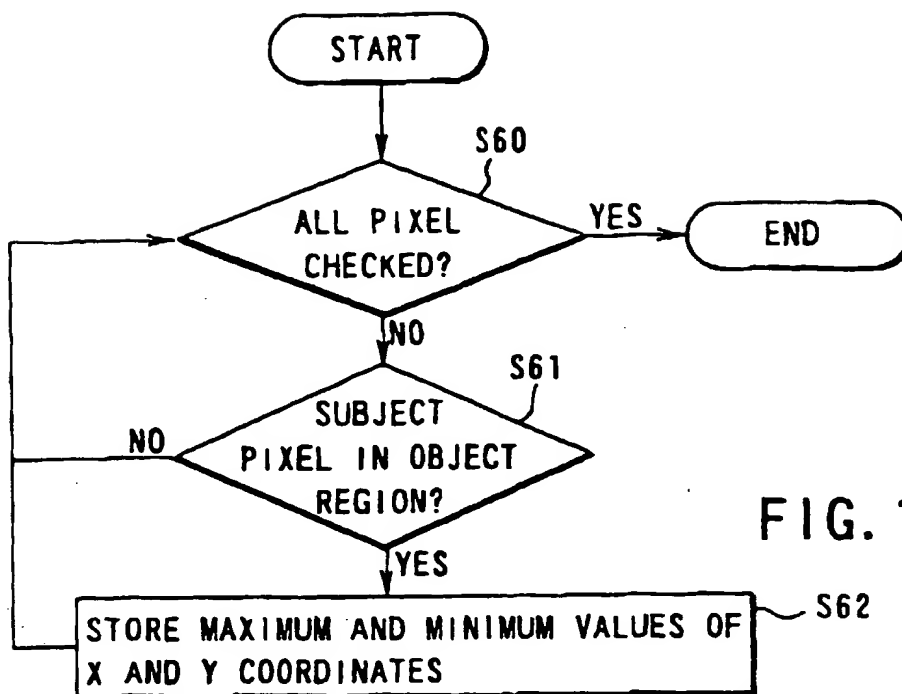 START
S60
ALL PIXEL
CHECKED?
YES
END
NO
S61
SUBJECT
PIXEL IN OBJECT
REGION?
NO
YES
FIG.
S62
STORE MAXIMUM AND MINIMUM VALUES OF
X AND Y COORDINATES